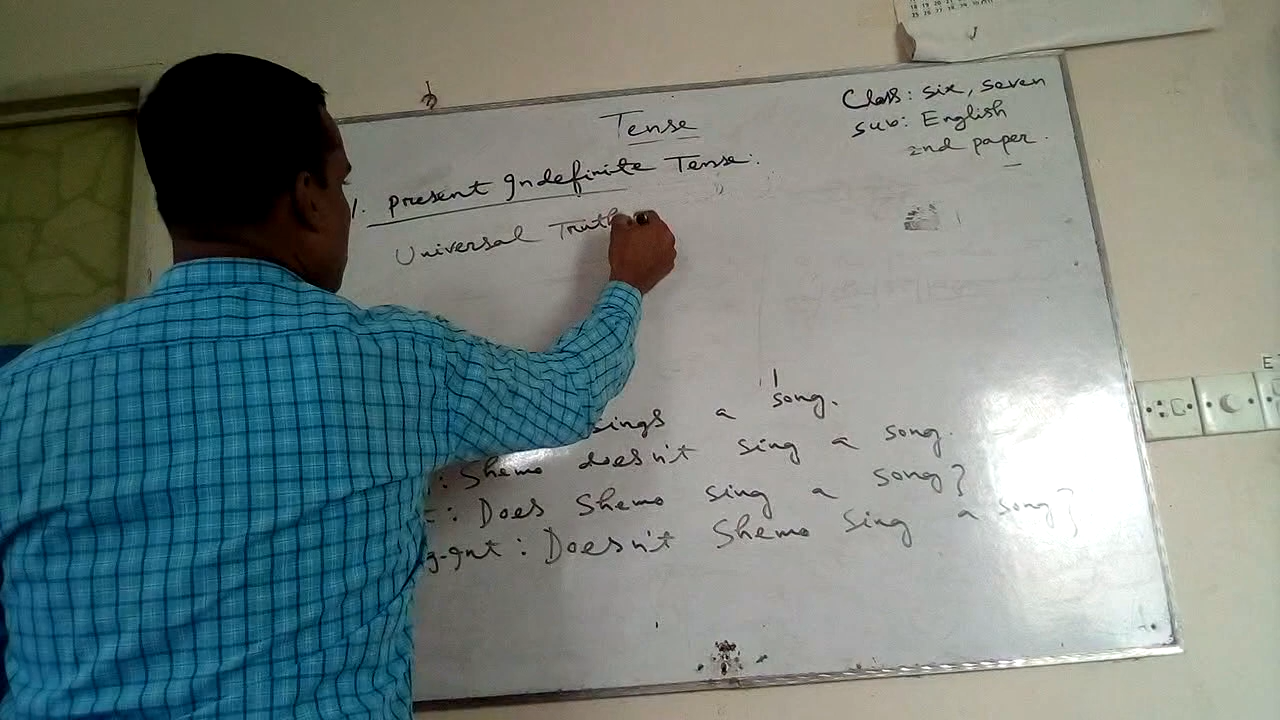 Tense
Class: six, seven
sub: English
2nd paper.
1. present Indefinite Tense:
Universal Truth
sings a song.
: Shemo doesn't sing a song.
t: Does Shemo sing a song?
g-Int: Doesn't Shemo sing a song?